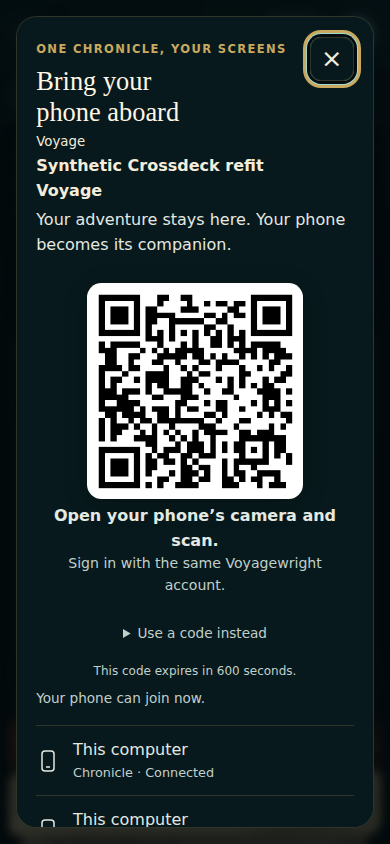 ONE CHRONICLE, YOUR SCREENS
Bring your
phone aboard
Voyage
Synthetic Crossdeck refit
Voyage
Your adventure stays here. Your phone
becomes its companion.
Open your phone’s camera and
scan.
Sign in with the same Voyagewright
account.
Use a code instead
This code expires in 600 seconds.
Your phone can join now.
This computer
Chronicle · Connected
This computer